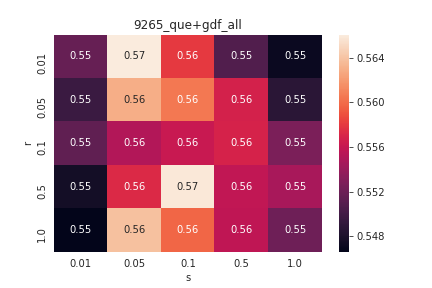 9265_que+gdf_all
0.01 0.55 0.57 0.56 0.55 0.55
0.05 0.55 0.56 0.56 0.56 0.55
0.1 0.55 0.56 0.56 0.56 0.55
0.5 0.55 0.56 0.57 0.56 0.55
1.0 0.55 0.56 0.56 0.56 0.55
r
0.01 0.05 0.1 0.5 1.0
s
0.564
0.560
0.556
0.552
0.548